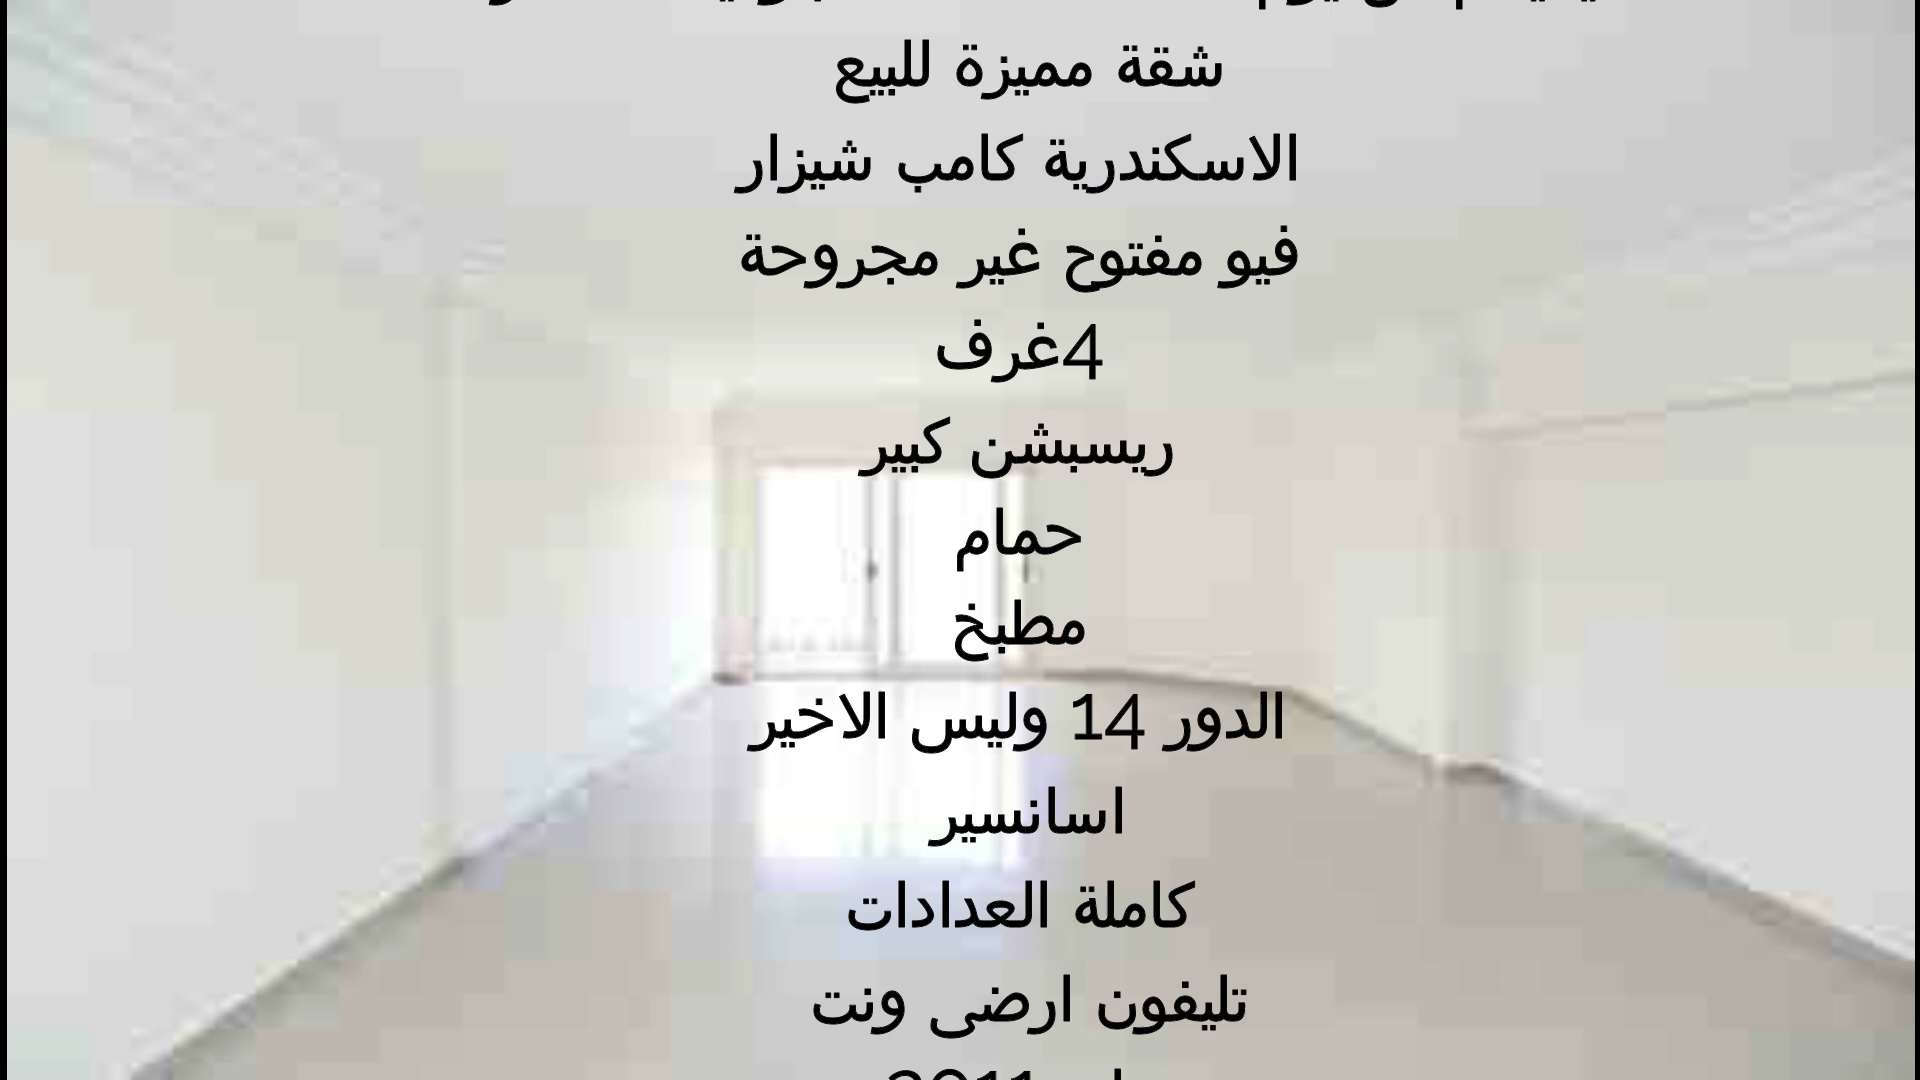 شقة مميزة للبيع
الاسكندرية كامب شيزار
فيو مفتوح غير مجروحة
4غرف
ريسبشن كبير
حمام
مطبخ
الدور 14 وليس الاخير
اسانسير
كاملة العدادات
تليفون ارضى ونت
2011